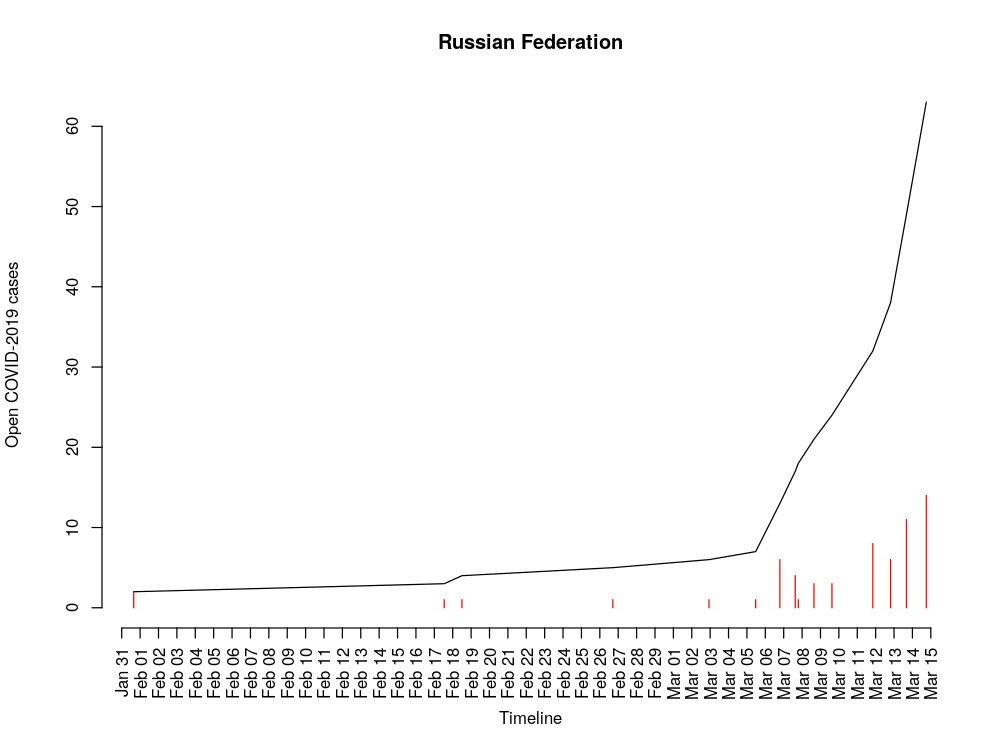 Russian Federation
Open COVID-2019 cases
60
50
40
30
20
10
0
Jan 31
Feb 01
Feb 02
Feb 03
Feb 04
Feb 05
Feb 06
Feb 07
Feb 08
Feb 09
Feb 10
Feb 11
Feb 12
Feb 13
Feb 14
Feb 15
Feb 16
Feb 17
Feb 18
Feb 19
Feb 20
Feb 21
Feb 22
Feb 23
Feb 24
Feb 25
Feb 26
Feb 27
Feb 28
Feb 29
Mar 01
Mar 02
Mar 03
Mar 04
Mar 05
Mar 06
Mar 07
Mar 08
Mar 09
Mar 10
Mar 11
Mar 12
Mar 13
Mar 14
Mar 15
Timeline